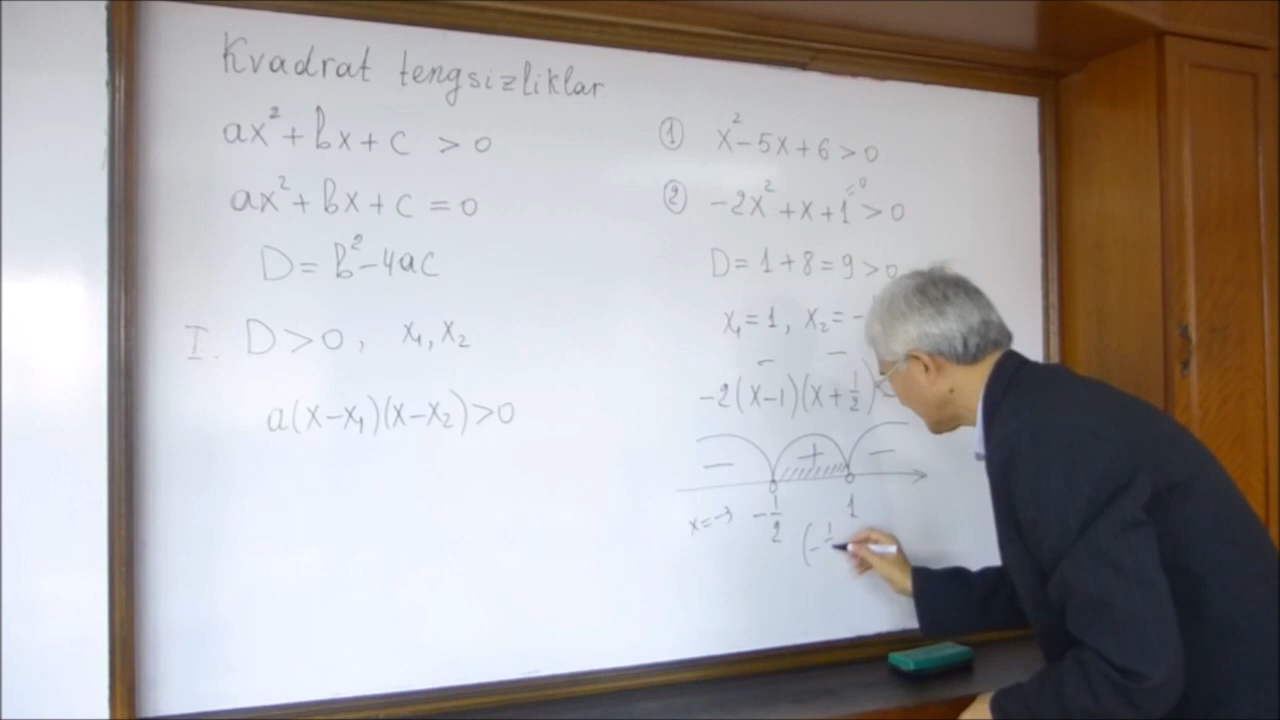 Kvadrat tengsizliklar
ax² + bx + c > 0
ax² + bx + c = 0
D = b² - 4ac
I. D > 0, x₁, x₂
a(x - x₁)(x - x₂) > 0
① x² - 5x + 6 > 0
= 0
② -2x² + x + 1 > 0
D = 1 + 8 = 9 > 0
x₁ = 1, x₂ = -
- -
-2(x - 1)(x + 1/2)
- + -
x = -3 -1/2 1
(-1